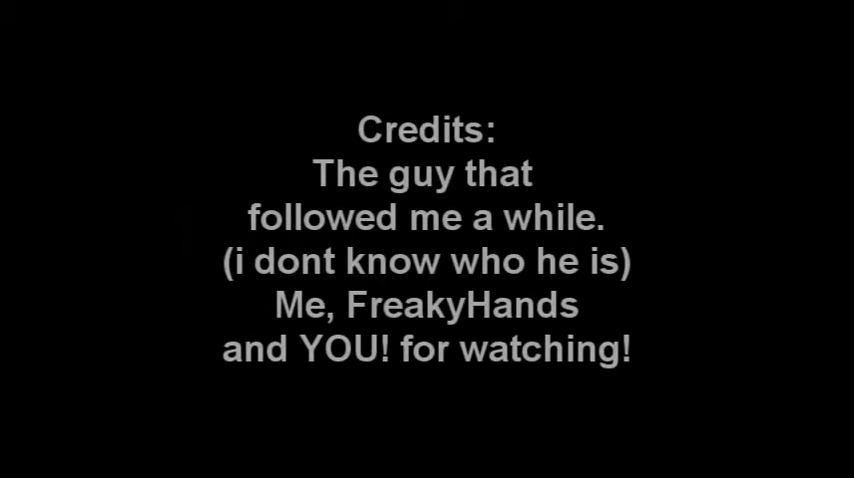 Credits:
The guy that
followed me a while.
(i dont know who he is)
Me, FreakyHands
and YOU! for watching!